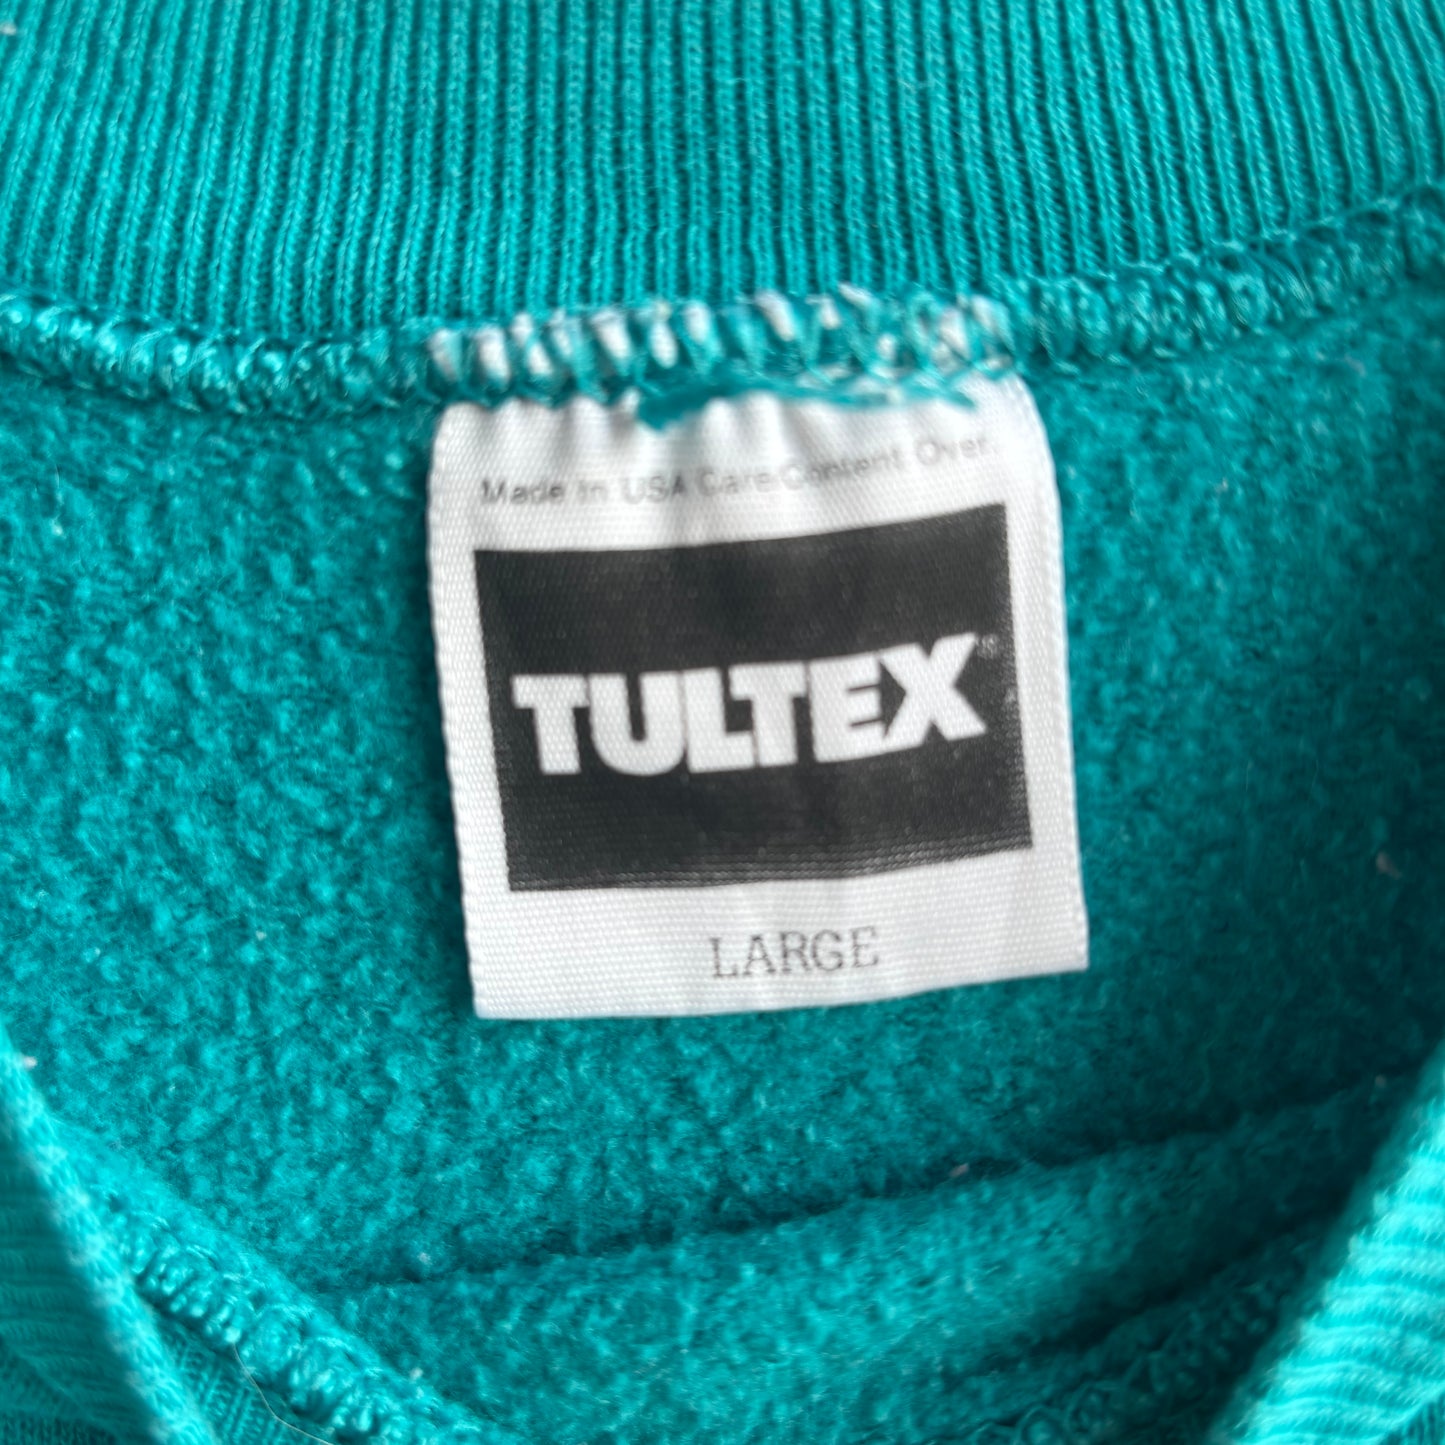 Made In USA Care-Content Over.
TULTEX®
LARGE